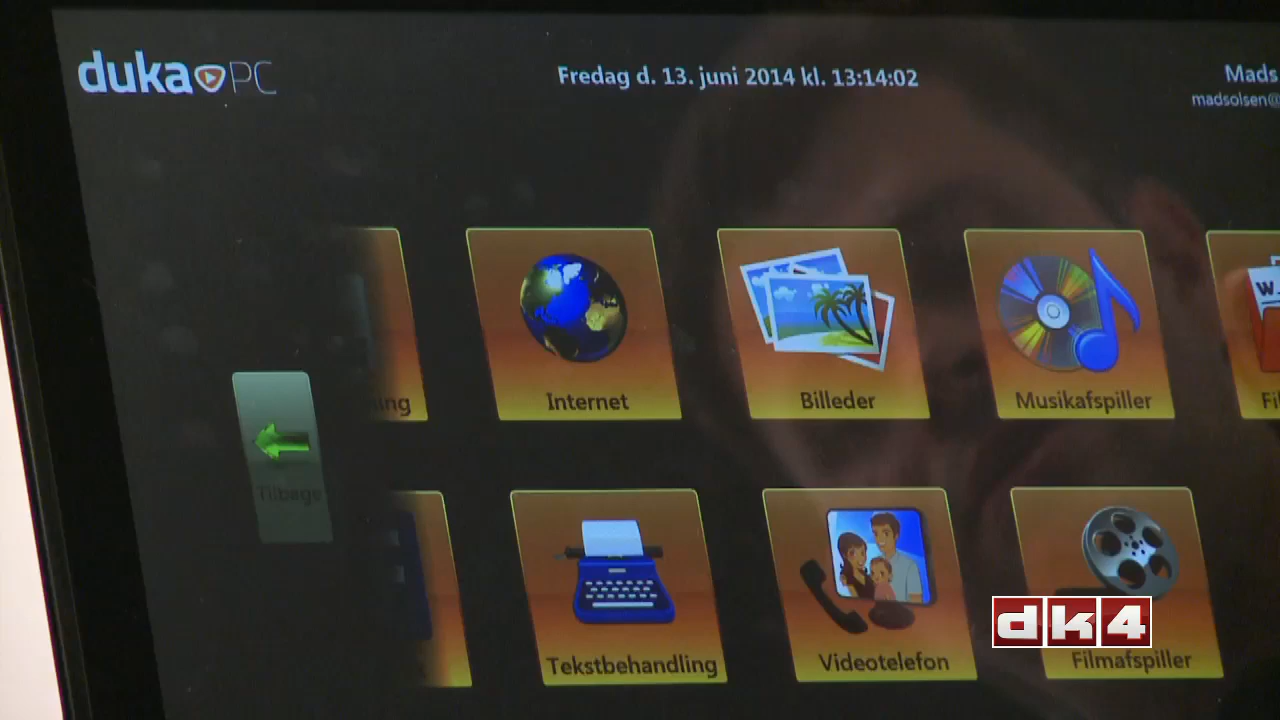 duka PC
Fredag d. 13. juni 2014 kl. 13:14:02
Mads
madsolsen@
Internet
Billeder
Musikafspiller
W
Tilbage
Tekstbehandling
Videotelefon
Filmafspiller
dk4